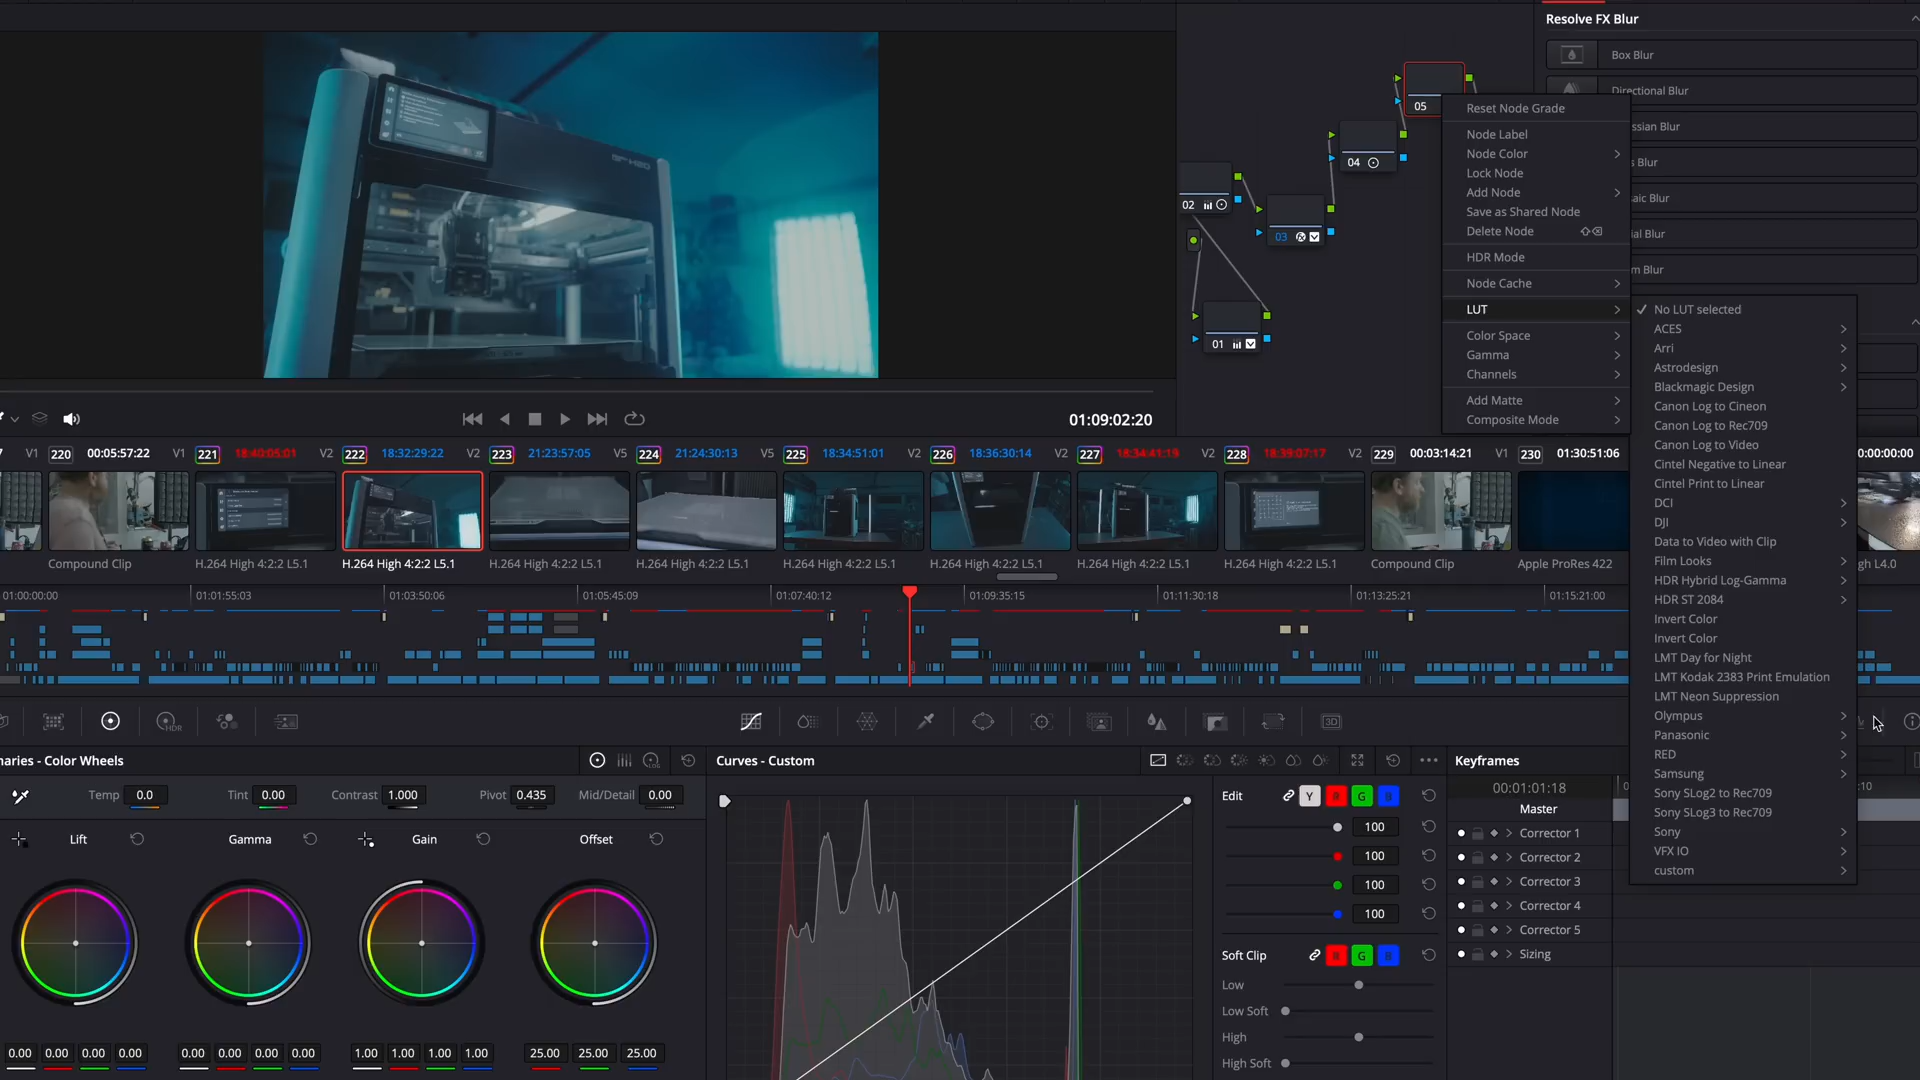 Resolve FX Blur
Box Blur
Directional Blur
ssian Blur
s Blur
aic Blur
ial Blur
m Blur
05
04
02
03
01
Reset Node Grade
Node Label
Node Color
Lock Node
Add Node
Save as Shared Node
Delete Node
HDR Mode
Node Cache
LUT
Color Space
Gamma
Channels
Add Matte
Composite Mode
No LUT selected
ACES
Arri
Astrodesign
Blackmagic Design
Canon Log to Cineon
Canon Log to Rec709
Canon Log to Video
Cintel Negative to Linear
Cintel Print to Linear
DCI
DJI
Data to Video with Clip
Film Looks
HDR Hybrid Log-Gamma
HDR ST 2084
Invert Color
Invert Color
LMT Day for Night
LMT Kodak 2383 Print Emulation
LMT Neon Suppression
Olympus
Panasonic
RED
Samsung
Sony SLog2 to Rec709
Sony SLog3 to Rec709
Sony
VFX IO
custom
01:09:02:20
V1 220 00:05:57:22 V1 221 18:40:05:01 V2 222 18:32:29:22 V2 223 21:23:57:05 V5 224 21:24:30:13 V5 225 18:34:51:01 V2 226 18:36:30:14 V2 227 18:34:41:19 V2 228 18:39:07:17 V2 229 00:03:14:21 V1 230 01:30:51:06 0:00:00:00
Compound Clip H.264 High 4:2:2 L5.1 H.264 High 4:2:2 L5.1 H.264 High 4:2:2 L5.1 H.264 High 4:2:2 L5.1 H.264 High 4:2:2 L5.1 H.264 High 4:2:2 L5.1 H.264 High 4:2:2 L5.1 H.264 High 4:2:2 L5.1 Compound Clip Apple ProRes 422 gh L4.0
01:00:00:00 01:01:55:03 01:03:50:06 01:05:45:09 01:07:40:12 01:09:35:15 01:11:30:18 01:13:25:21 01:15:21:00
HDR
3D
naries - Color Wheels
Temp 0.0 Tint 0.00 Contrast 1.000 Pivot 0.435 Mid/Detail 0.00
Lift Gamma Gain Offset
0.00 0.00 0.00 0.00 0.00 0.00 0.00 0.00 1.00 1.00 1.00 1.00 25.00 25.00 25.00
Curves - Custom
Edit Y R G B
100
100
100
100
Soft Clip R G B
Low
Low Soft
High
High Soft
Keyframes
00:01:01:18
Master
Corrector 1
Corrector 2
Corrector 3
Corrector 4
Corrector 5
Sizing